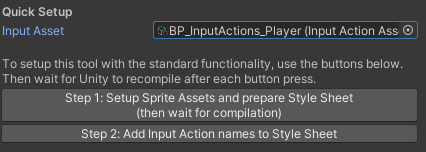 Quick Setup
Input Asset
BP_InputActions_Player (Input Action Ass
To setup this tool with the standard functionality, use the buttons below.
Then wait for Unity to recompile after each button press.
Step 1: Setup Sprite Assets and prepare Style Sheet
(then wait for compilation)
Step 2: Add Input Action names to Style Sheet